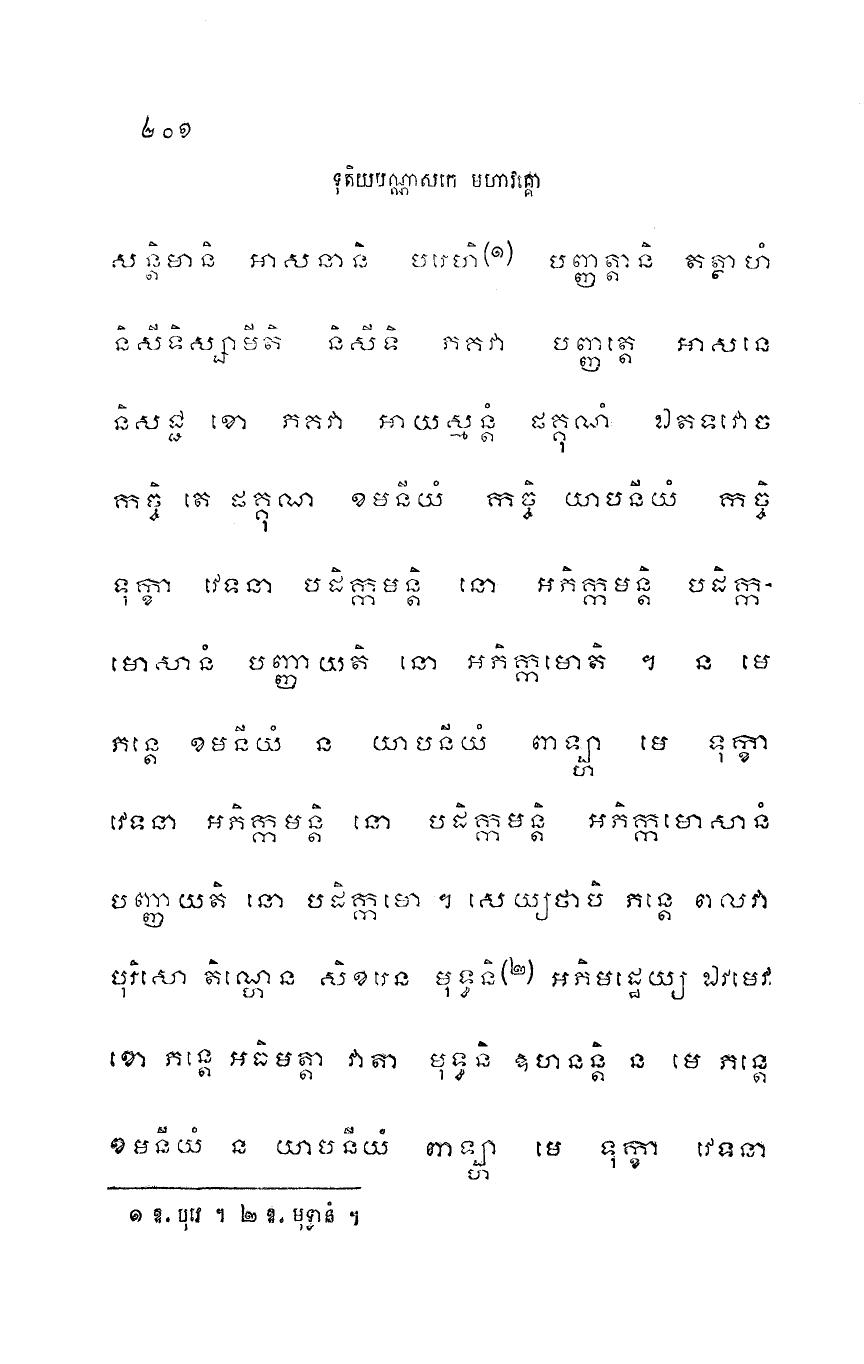 ២០១
ទុតិយបណ្ណាសកេ មហាវគ្គោ
សន្តិមានិ អាសនានិ បរេហិ(១) បញ្ញត្តានិ តត្ថាហំ
និសីទិស្សាមីតិ និសីទិ ភគវា បញ្ញត្តេ អាសនេ
និសជ្ជ ខោ ភគវា អាយស្មន្តំ ផគ្គុណំ ឯតទវោច
កច្ចិ តេ ផគ្គុណ ខមនីយំ កច្ចិ យាបនីយំ កច្ចិ
ទុក្ខា វេទនា បដិក្កមន្តិ នោ អភិក្កមន្តិ បដិក្ក-
មោសានំ បញ្ញាយតិ នោ អភិក្កមោតិ ។ ន មេ
ភន្តេ ខមនីយំ ន យាបនីយំ ពាឡ្ហា មេ ទុក្ខា
វេទនា អភិក្កមន្តិ នោ បដិក្កមន្តិ អភិក្កមោសានំ
បញ្ញាយតិ នោ បដិក្កមោ ។ សេយ្យថាបិ ភន្តេ ពលវា
បុរិសោ តិណ្ហេន សិខរេន មុទ្ធនិ(២) អភិមដ្ឋេយ្យ ឯវមេវ
ខោ ភន្តេ អធិមត្តា វាតា មុទ្ធនិ ឧហនន្តិ ន មេ ភន្តេ
ខមនីយំ ន យាបនីយំ ពាឡ្ហា មេ ទុក្ខា វេទនា
១ ឱ. បុរេ ។ ២ ឱ. មុទ្ធានំ ។